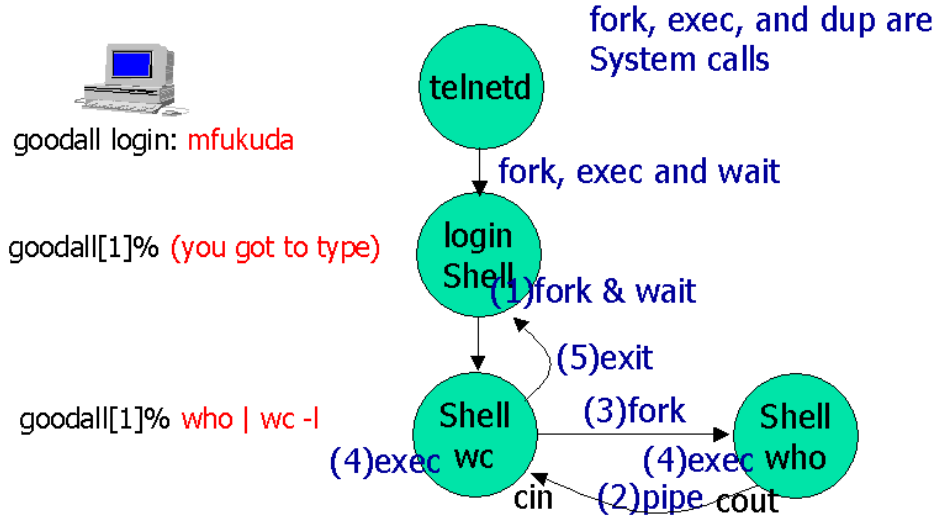 fork, exec, and dup are
System calls
telnetd
goodall login: mfukuda
fork, exec and wait
login
Shell
goodall[1]% (you got to type)
(1)fork & wait
(5)exit
goodall[1]% who | wc -l
Shell
wc
(3)fork
Shell
who
(4)exec
(4)exec
cin
(2)pipe
cout